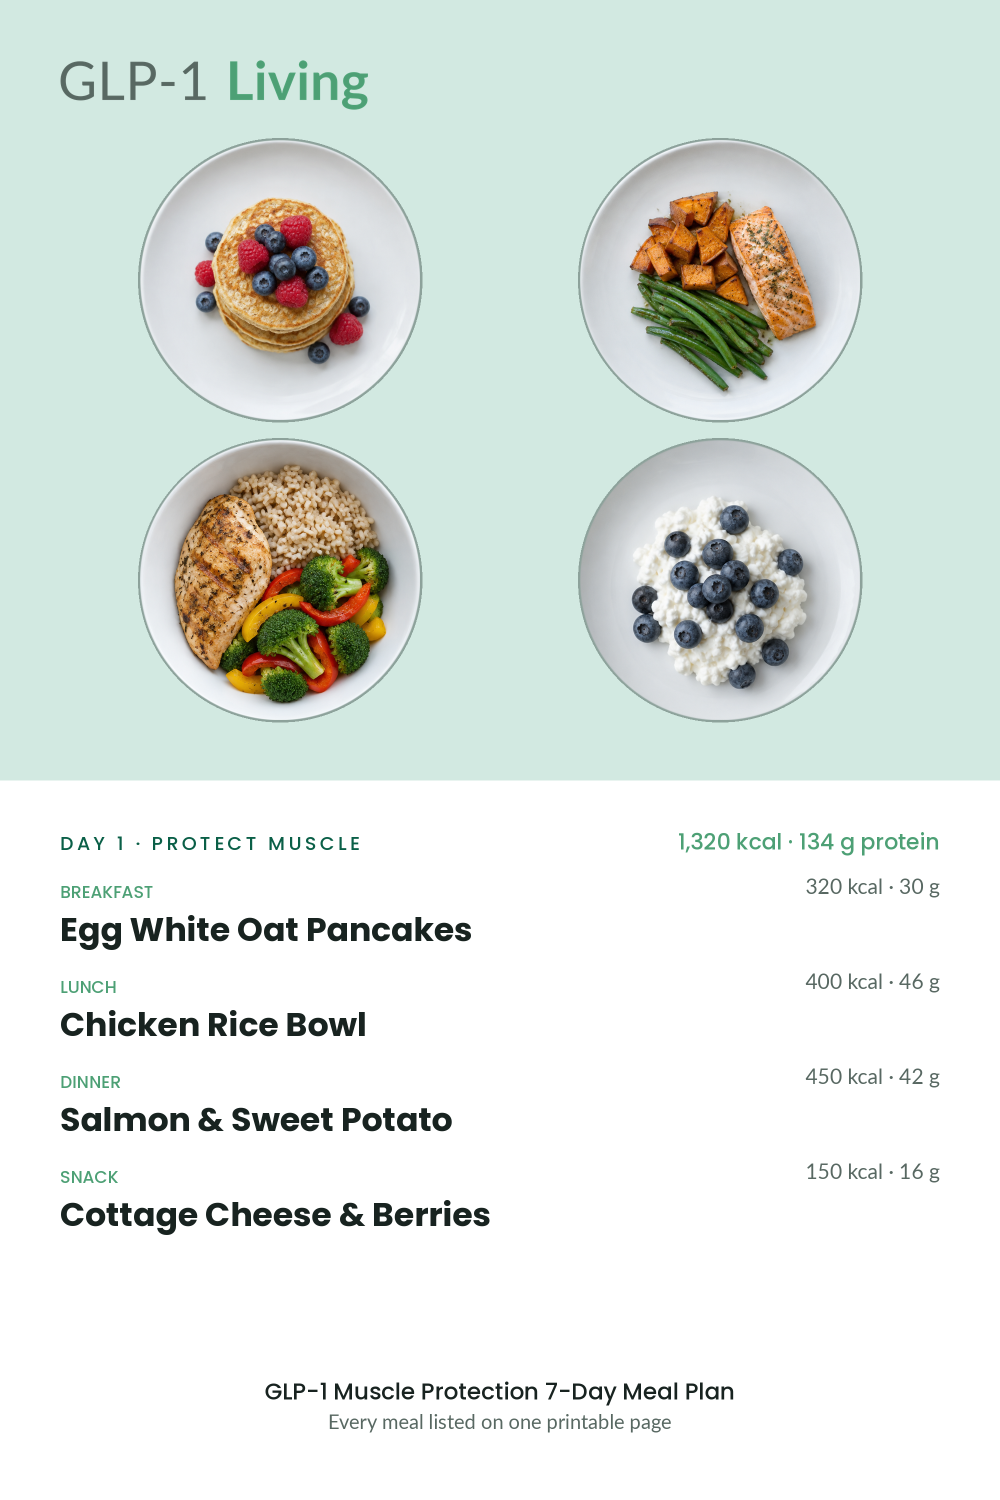 GLP-1 Living
DAY 1 · PROTECT MUSCLE
1,320 kcal · 134 g protein
BREAKFAST
320 kcal · 30 g
Egg White Oat Pancakes
LUNCH
400 kcal · 46 g
Chicken Rice Bowl
DINNER
450 kcal · 42 g
Salmon & Sweet Potato
SNACK
150 kcal · 16 g
Cottage Cheese & Berries
GLP-1 Muscle Protection 7-Day Meal Plan
Every meal listed on one printable page